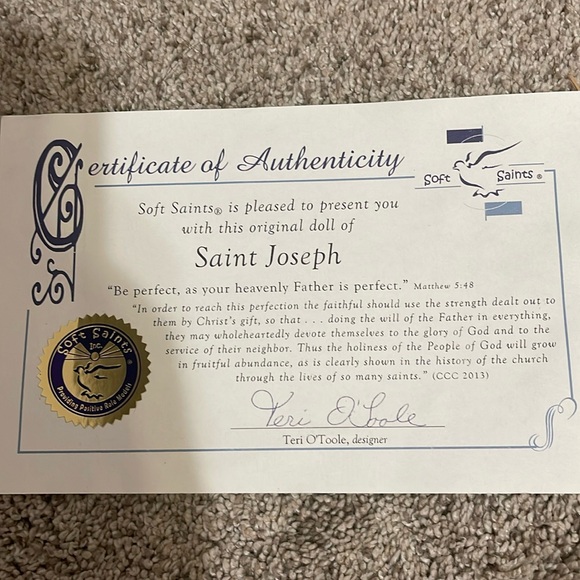 Certificate of Authenticity
Soft Saints ®
Soft Saints® is pleased to present you
with this original doll of
Saint Joseph
“Be perfect, as your heavenly Father is perfect.” Matthew 5:48
“In order to reach this perfection the faithful should use the strength dealt out to
them by Christ's gift, so that . . . doing the will of the Father in everything,
they may wholeheartedly devote themselves to the glory of God and to the
service of their neighbor. Thus the holiness of the People of God will grow
in fruitful abundance, as is clearly shown in the history of the church
through the lives of so many saints.” (CCC 2013)
Soft Saints ®
Inc.
Providing Positive Role Models
Teri O'Toole
Teri O'Toole, designer